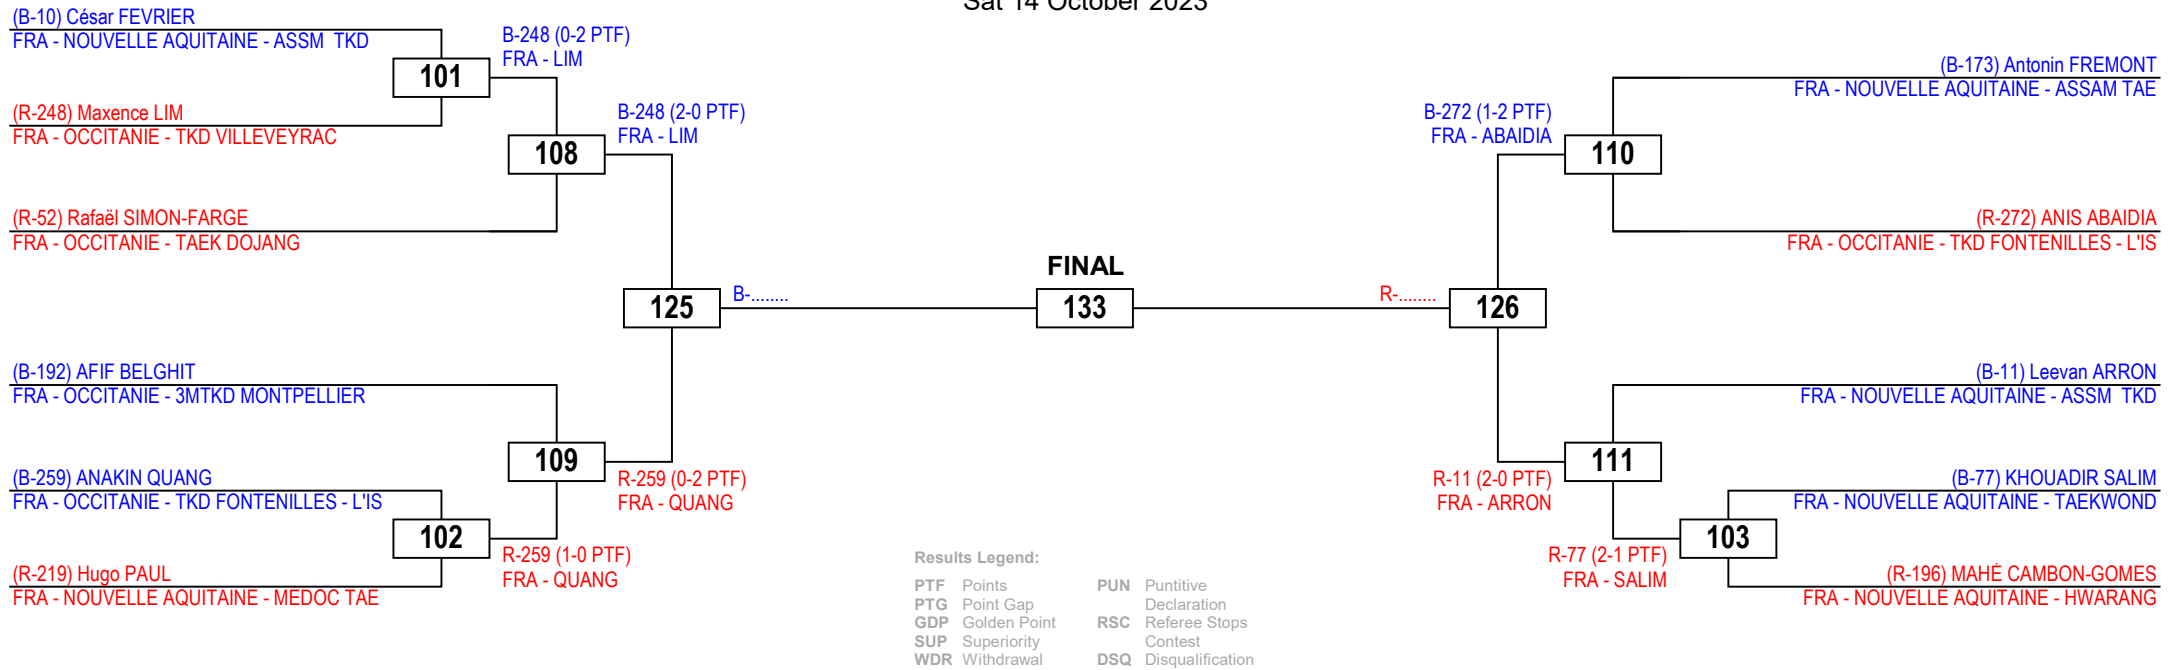 Sat 14 October 2023
(B-10) César FEVRIER
FRA - NOUVELLE AQUITAINE - ASSM  TKD
101
B-248 (0-2 PTF)
FRA - LIM
(R-248) Maxence LIM
FRA - OCCITANIE - TKD VILLEVEYRAC
108
B-248 (2-0 PTF)
FRA - LIM
(R-52) Rafaël SIMON-FARGE
FRA - OCCITANIE - TAEK DOJANG
125
B-........
(B-192) AFIF BELGHIT
FRA - OCCITANIE - 3MTKD MONTPELLIER
109
R-259 (0-2 PTF)
FRA - QUANG
(B-259) ANAKIN QUANG
FRA - OCCITANIE - TKD FONTENILLES - L'IS
102
R-259 (1-0 PTF)
FRA - QUANG
(R-219) Hugo PAUL
FRA - NOUVELLE AQUITAINE - MEDOC TAE
FINAL
133
(B-173) Antonin FREMONT
FRA - NOUVELLE AQUITAINE - ASSAM TAE
B-272 (1-2 PTF)
FRA - ABAIDIA
110
(R-272) ANIS ABAIDIA
FRA - OCCITANIE - TKD FONTENILLES - L'IS
R-........
126
(B-11) Leevan ARRON
FRA - NOUVELLE AQUITAINE - ASSM  TKD
R-11 (2-0 PTF)
FRA - ARRON
111
(B-77) KHOUADIR SALIM
FRA - NOUVELLE AQUITAINE - TAEKWOND
R-77 (2-1 PTF)
FRA - SALIM
103
(R-196) MAHÉ CAMBON-GOMES
FRA - NOUVELLE AQUITAINE - HWARANG
Results Legend:
PTF Points
PTG Point Gap
GDP Golden Point
SUP Superiority
WDR Withdrawal
PUN Puntitive
Declaration
RSC Referee Stops
Contest
DSQ Disqualification